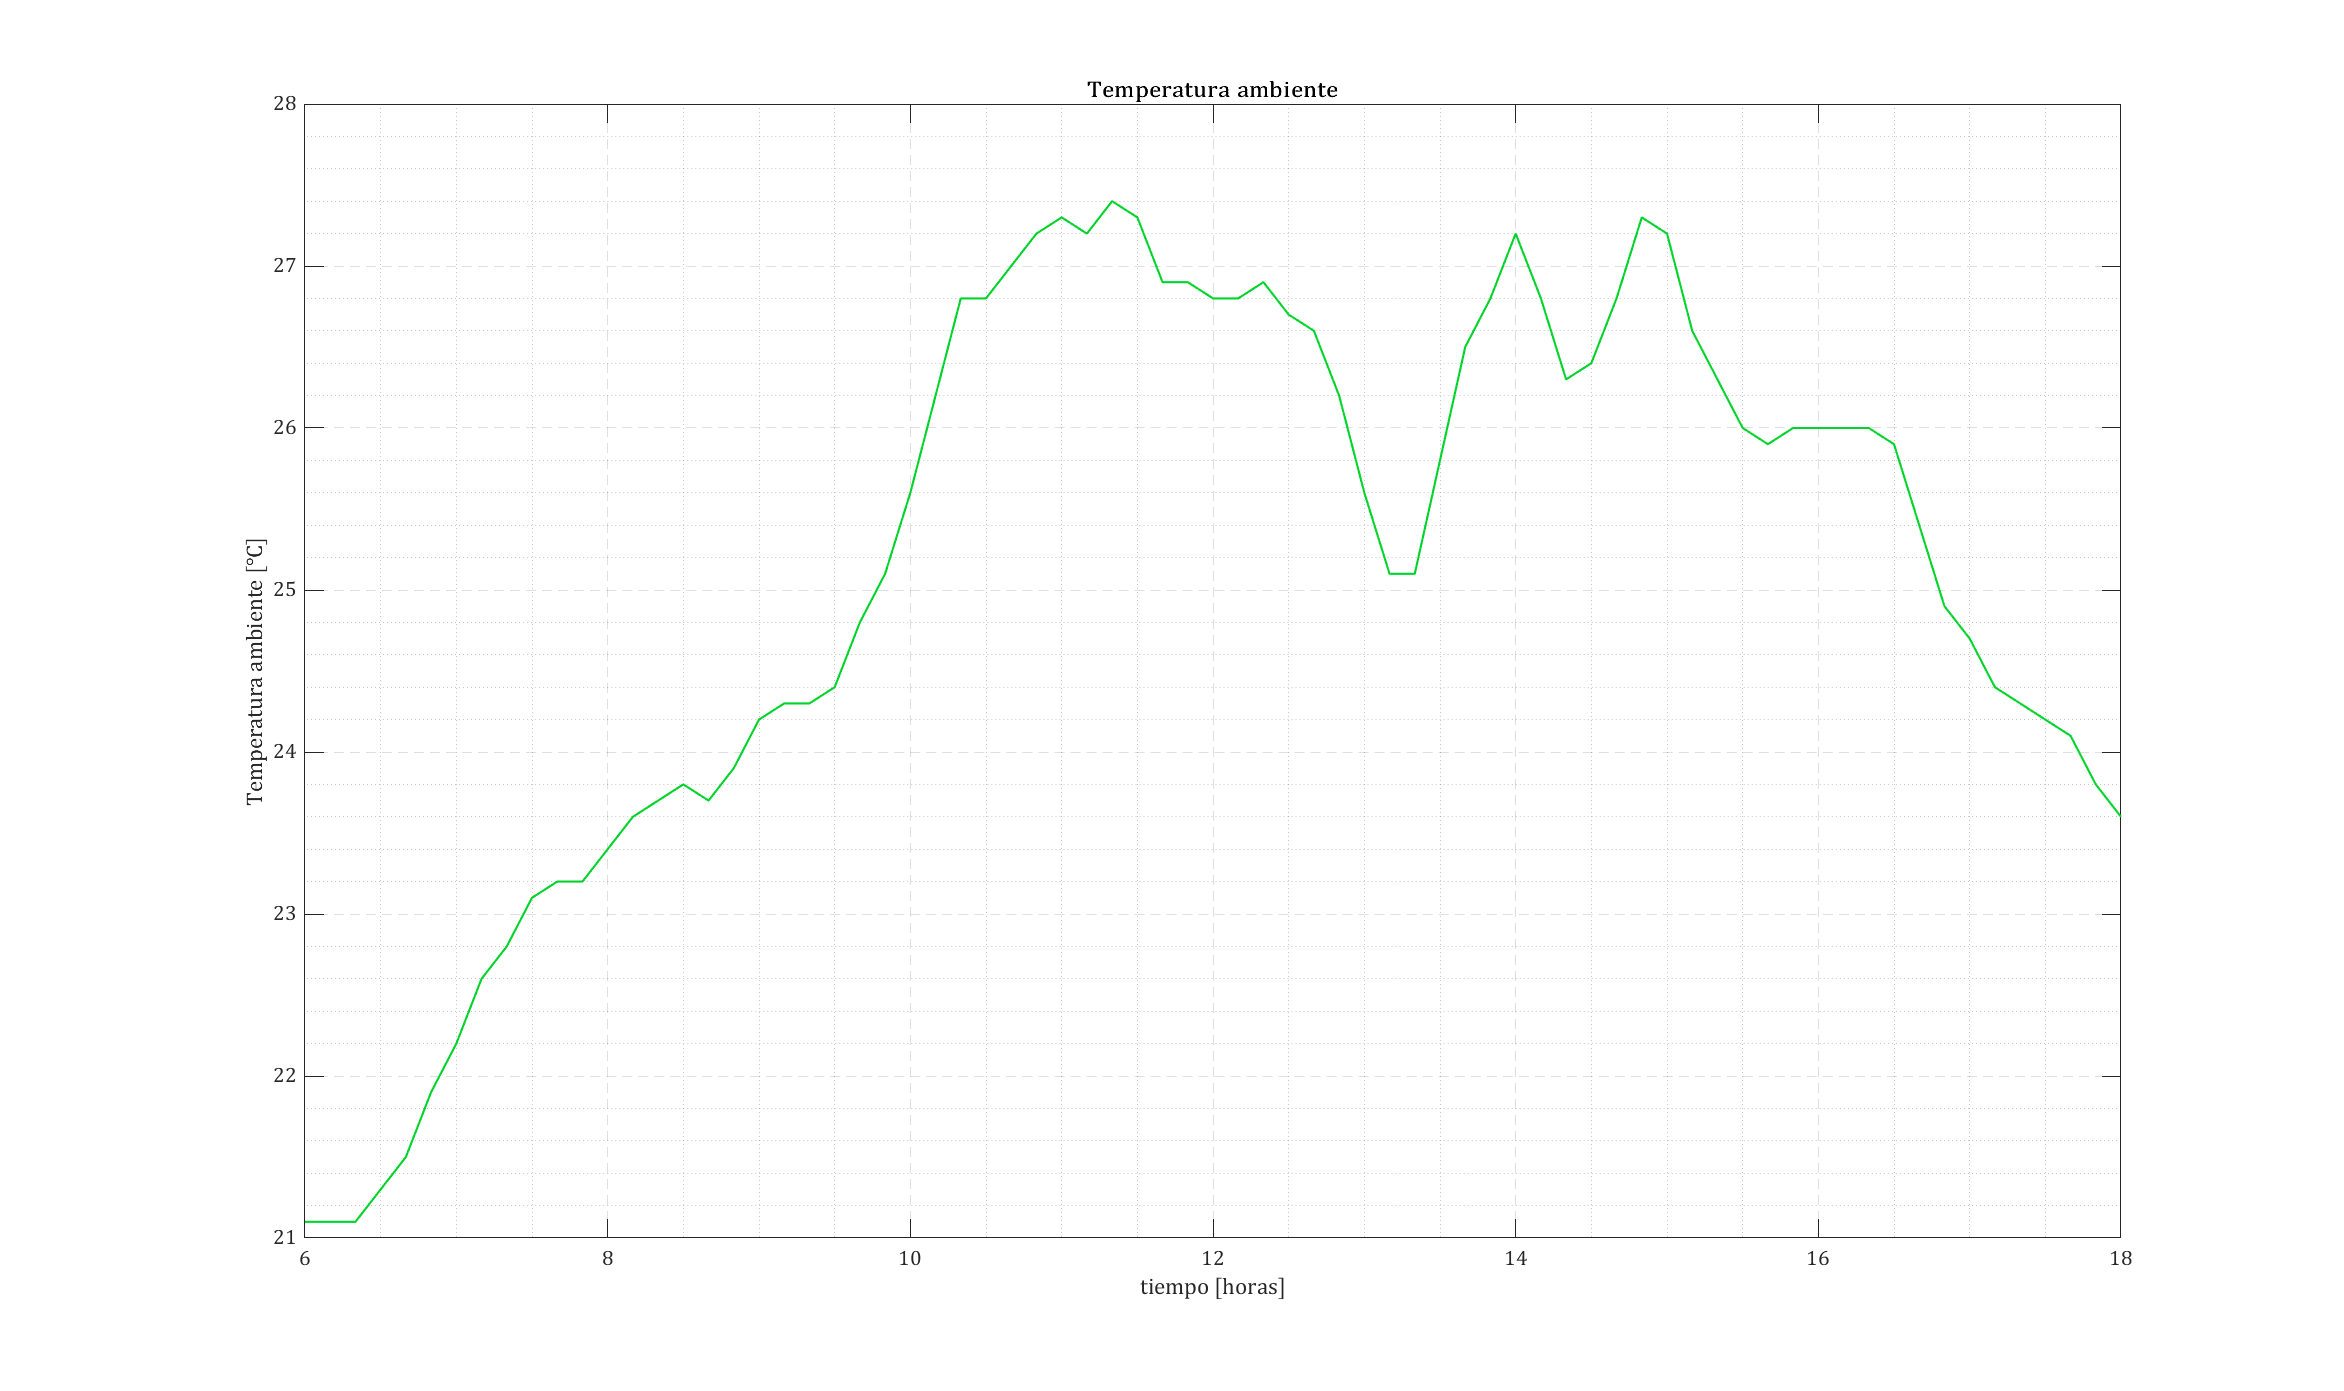 Temperatura ambiente
28
27
26
25
24
23
22
21
Temperatura ambiente [°C]
6 8 10 12 14 16 18
tiempo [horas]